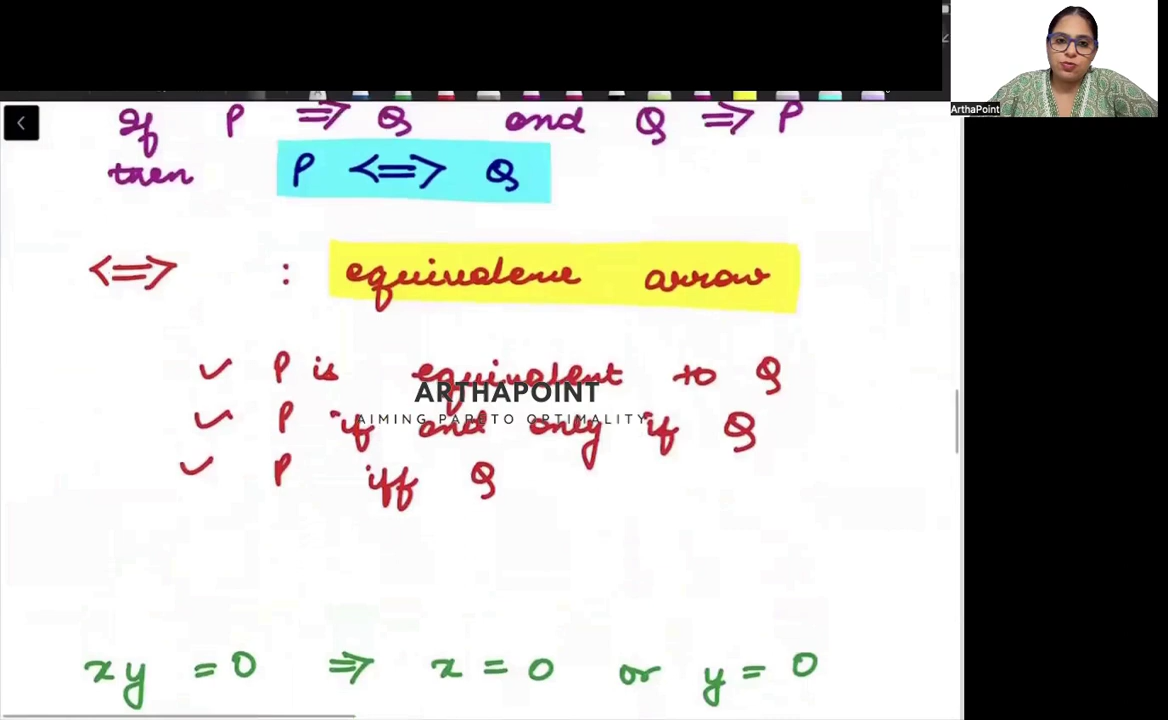 If P ⇒ Q and Q ⇒ P
then P ⇔ Q
⇔ : equivalence arrow
✓ P is equivalent to Q
✓ P if and only if Q
✓ P iff Q
xy = 0 ⇒ x = 0 or y = 0
ARTHAPOINT
AIMING PARETO OPTIMALITY
ArthaPoint